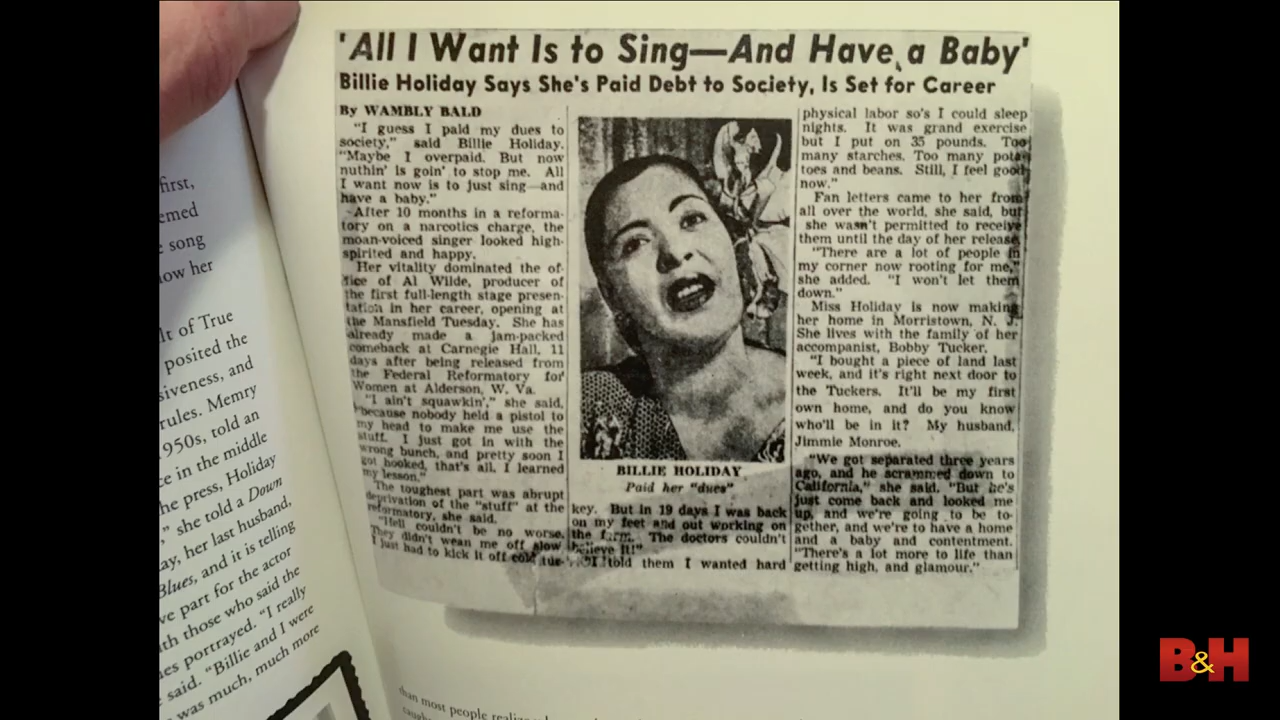 'All I Want Is to Sing—And Have a Baby'
Billie Holiday Says She's Paid Debt to Society, Is Set for Career
By WAMBLY BALD
"I guess I paid my dues to
society," said Billie Holiday.
"Maybe I overpaid. But now
nuthin' is goin' to stop me. All
I want now is to just sing—and
have a baby."
After 10 months in a reforma-
tory on a narcotics charge, the
moan-voiced singer looked high-
spirited and happy.
Her vitality dominated the of-
fice of Al Wilde, producer of
the first full-length stage presen-
tation in her career, opening at
the Mansfield Tuesday. She has
already made a jam-packed
comeback at Carnegie Hall, 11
days after being released from
the Federal Reformatory for
Women at Alderson, W. Va.
"I ain't squawkin'," she said,
"because nobody held a pistol to
my head to make me use the
stuff. I just got in with the
wrong bunch, and pretty soon I
got hooked, that's all. I learned
my lesson."
The toughest part was abrupt
deprivation of the "stuff" at the
reformatory, she said.
"Hell couldn't be no worse.
They didn't wean me off slow
I just had to kick it off cold tur-
BILLIE HOLIDAY
Paid her "dues"
key. But in 19 days I was back
on my feet and out working on
the farm. The doctors couldn't
believe it!"
"I told them I wanted hard
physical labor so's I could sleep
nights. It was grand exercise
but I put on 35 pounds. Too
many starches. Too many pota-
toes and beans. Still, I feel good
now."
Fan letters came to her from
all over the world, she said, but
she wasn't permitted to receive
them until the day of her release.
"There are a lot of people in
my corner now rooting for me,"
she added. "I won't let them
down."
Miss Holiday is now making
her home in Morristown, N. J.
She lives with the family of her
accompanist, Bobby Tucker.
"I bought a piece of land last
week, and it's right next door to
the Tuckers. It'll be my first
own home, and do you know
who'll be in it? My husband,
Jimmie Monroe.
"We got separated three years
ago, and he scrammed down to
California," she said. "But he's
just come back and looked me
up, and we're going to be to-
gether, and we're to have a home
and a baby and contentment.
"There's a lot more to life than
getting high, and glamour."
first,
song
how her
lt of True
posited the
siveness, and
rules. Memry
950s, told an
ce in the middle
he press, Holiday
," she told a Down
ay, her last husband,
Blues, and it is telling
ve part for the actor
th those who said the
es portrayed. "I really
said. "Billie and I were
was much, much more
than most people
B&H